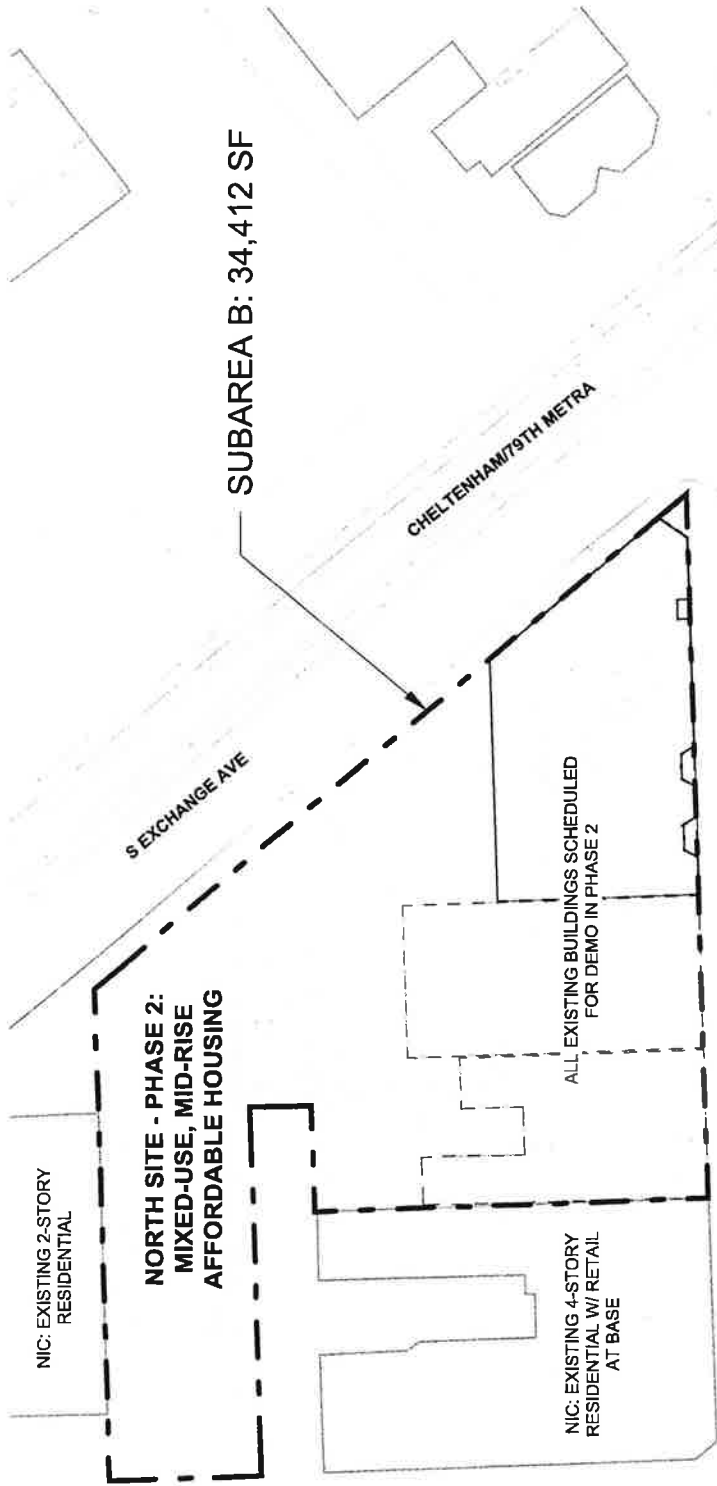 SUBAREA B: 34,412 SF
CHELTENHAM/79TH METRA
S EXCHANGE AVE
NIC: EXISTING 2-STORY
RESIDENTIAL
NORTH SITE - PHASE 2:
MIXED-USE, MID-RISE
AFFORDABLE HOUSING
ALL EXISTING BUILDINGS SCHEDULED
FOR DEMO IN PHASE 2
NIC: EXISTING 4-STORY
RESIDENTIAL W/ RETAIL
AT BASE